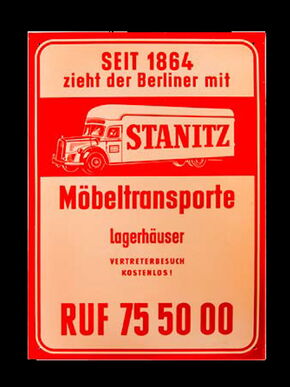 SEIT 1864
zieht der Berliner mit
STANITZ
Möbeltransporte
Lagerhäuser
VERTRETERBESUCH
KOSTENLOS!
RUF 75 50 00